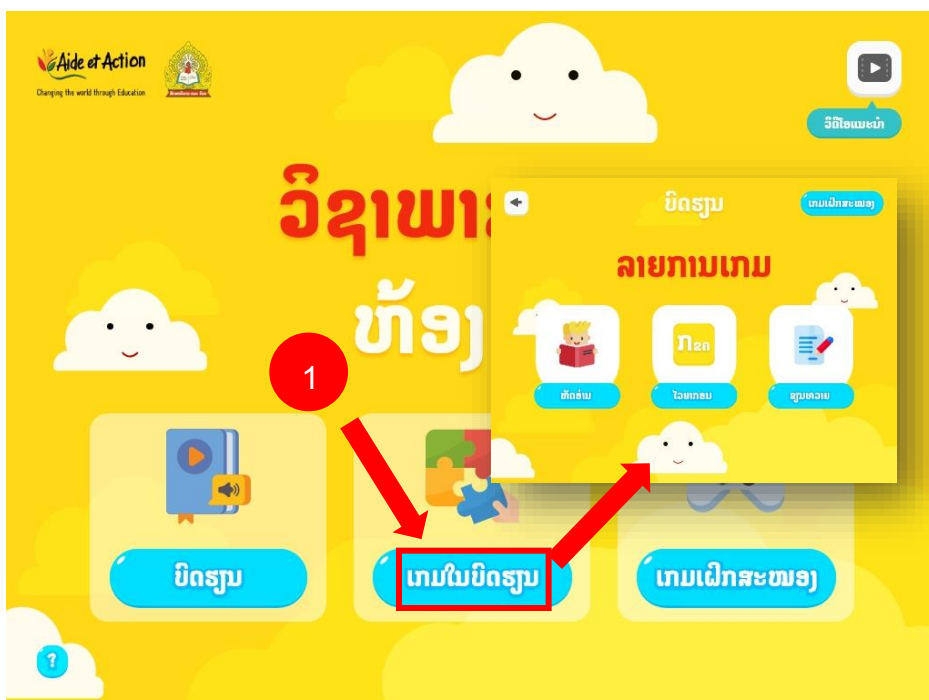 Aide et Action
Changing the world through Education
ວີດີໂອແນະນຳ
ວິຊາພາ
ຫ້ອງ
1
ບົດຮຽນ
ເກມໃນບົດຮຽນ
ເກມເຝິກສະໝອງ
?
ບົດຮຽນ
ເກມເຝິກສະໝອງ
ລາຍການເກມ
ກຂຄ
ຫັດອ່ານ
ໄວຍາກອນ
ຂຽນທວາຍ